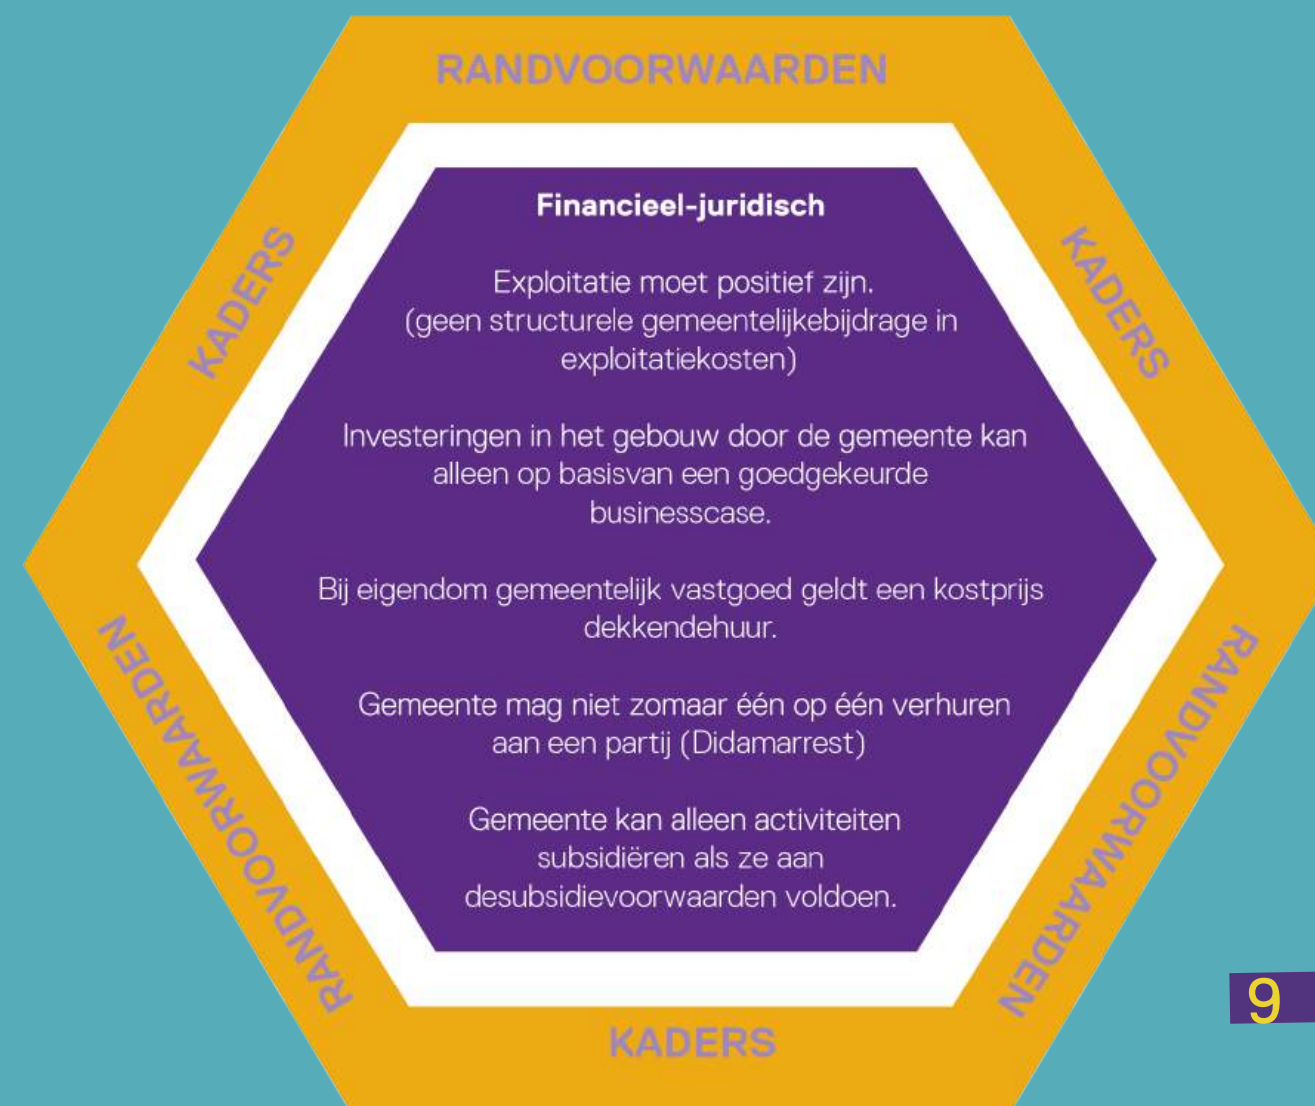 RANDVOORWAARDEN
KADERS
KADERS
Financieel-juridisch
Exploitatie moet positief zijn.
(geen structurele gemeentelijkebijdrage in
exploitatiekosten)
Investeringen in het gebouw door de gemeente kan
alleen op basisvan een goedgekeurde
businesscase.
Bij eigendom gemeentelijk vastgoed geldt een kostprijs
dekkendehuur.
Gemeente mag niet zomaar één op één verhuren
aan een partij (Didamarrest)
Gemeente kan alleen activiteiten
subsidiëren als ze aan
desubsidievoorwaarden voldoen.
RANDVOORWAARDEN
RANDVOORWAARDEN
KADERS
9